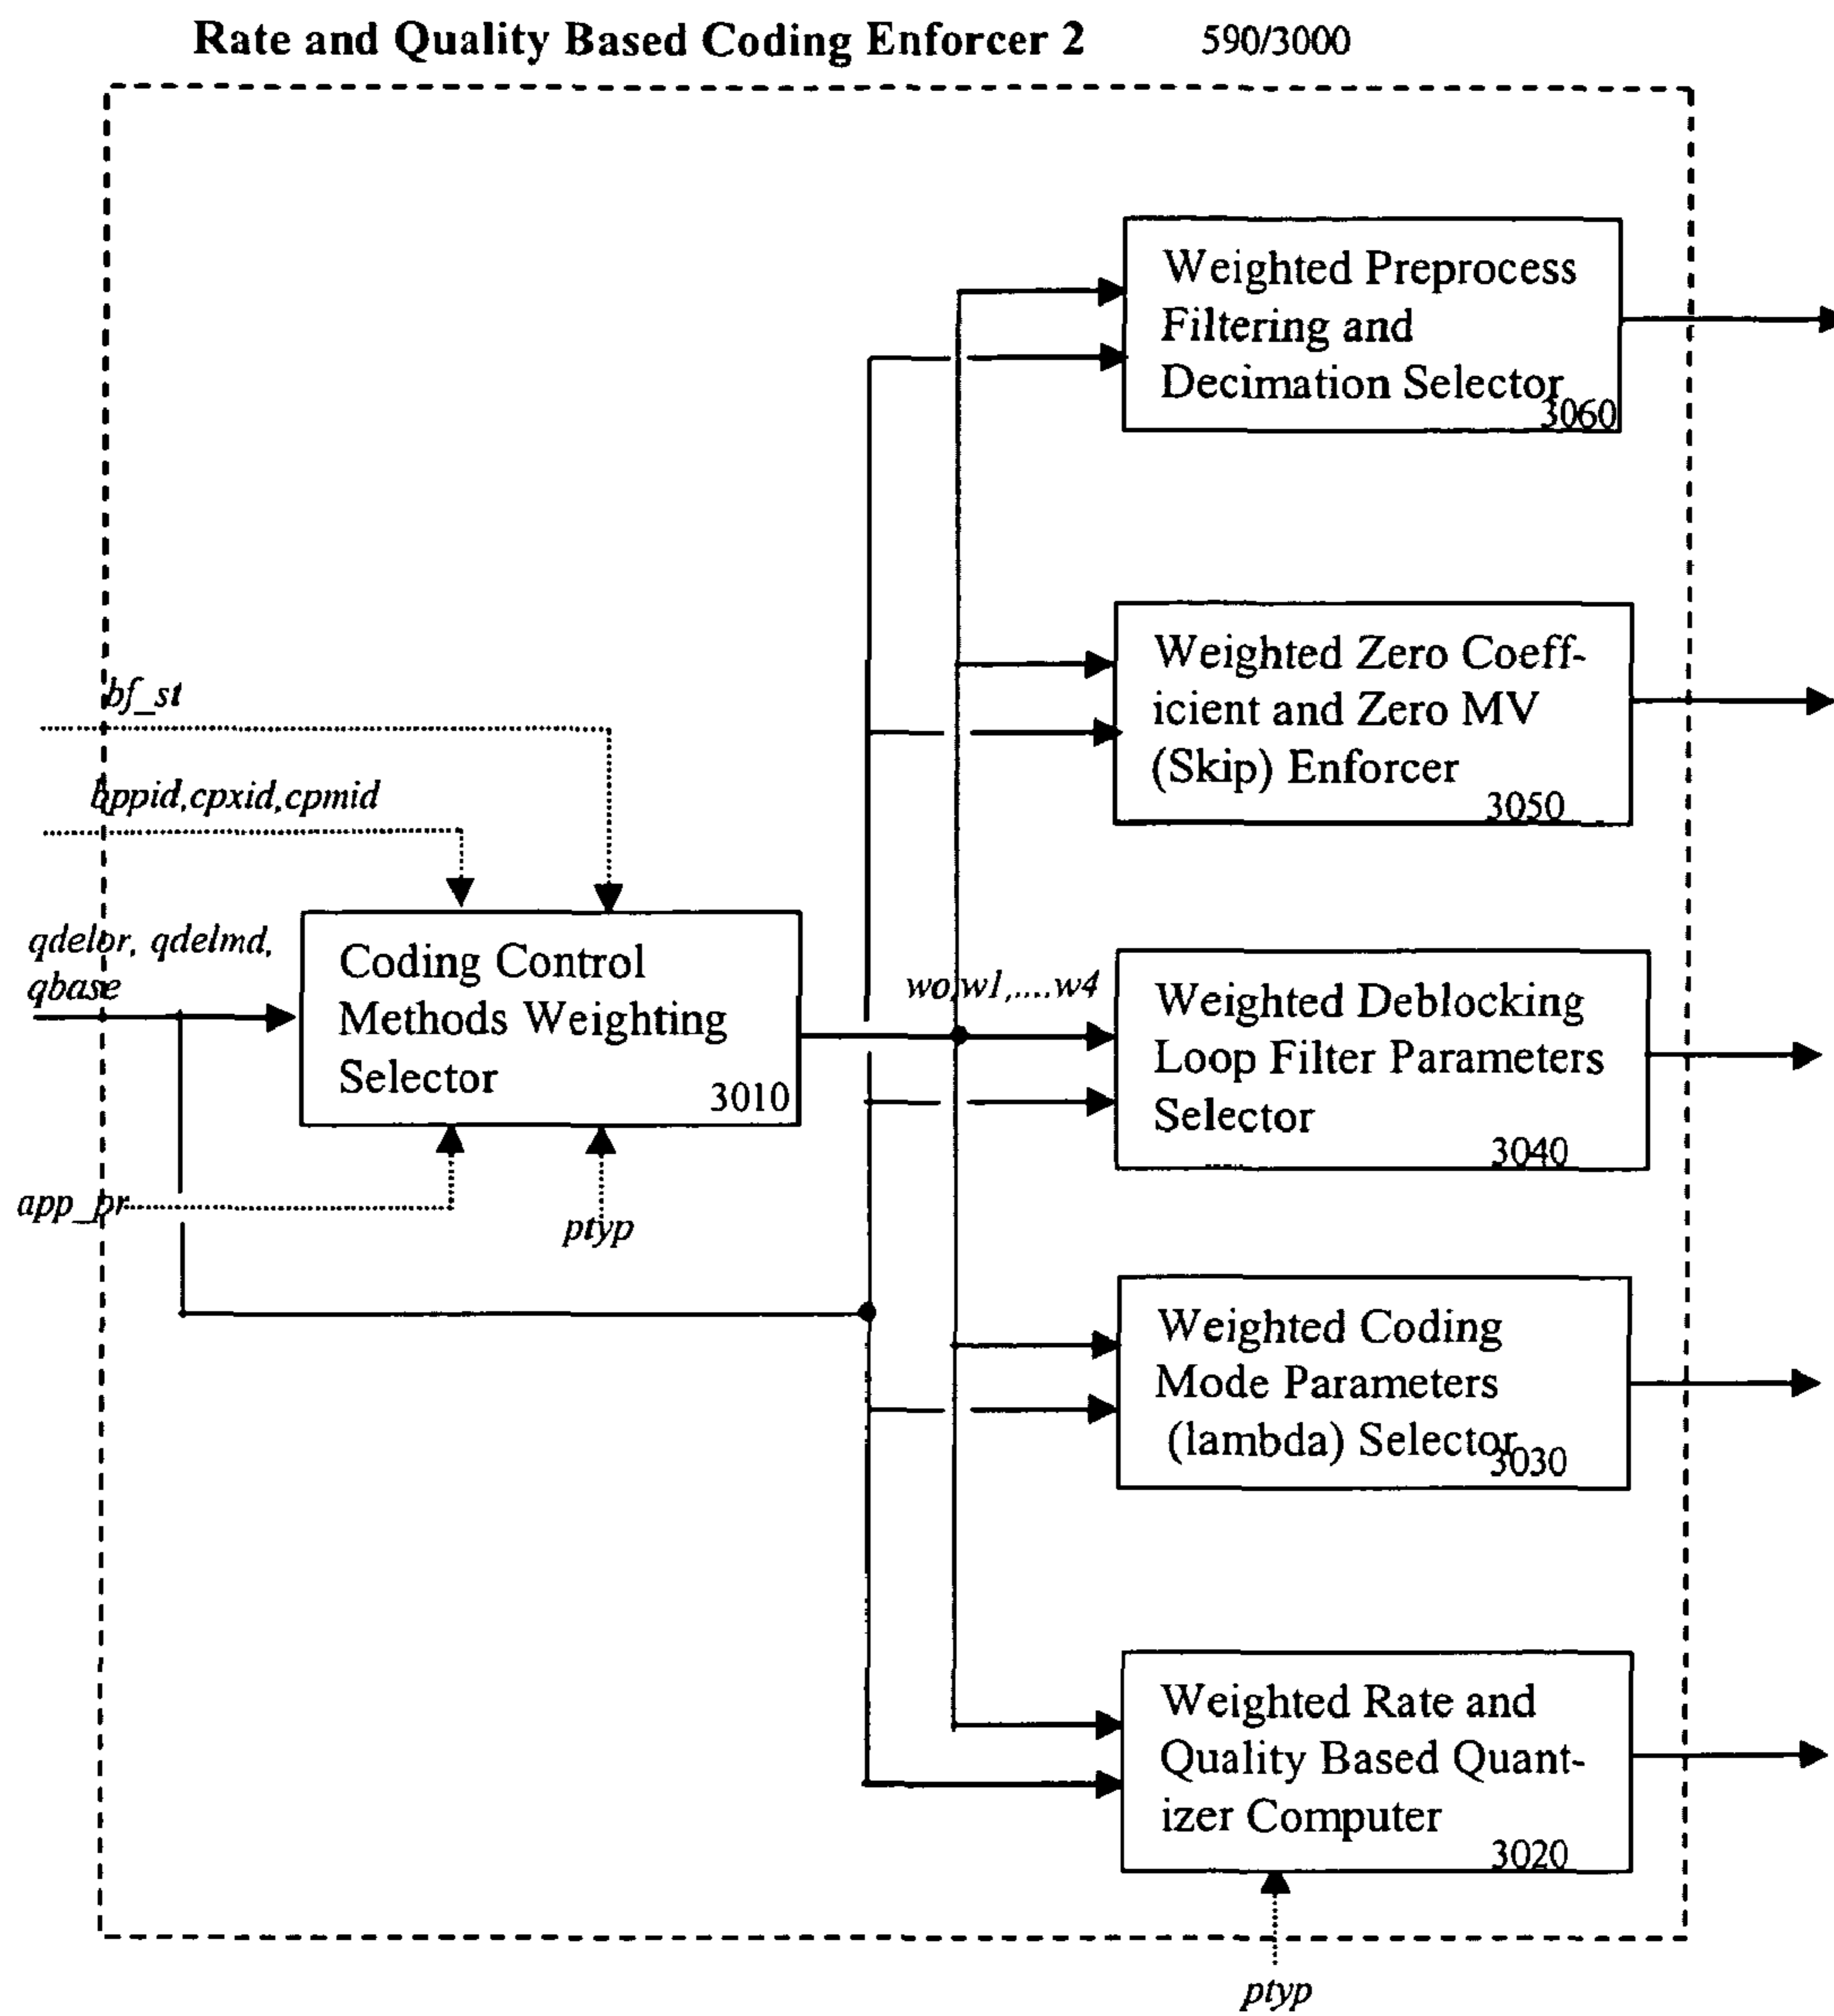 Rate and Quality Based Coding Enforcer 2 590/3000
Weighted Preprocess
Filtering and
Decimation Selector
3060
Weighted Zero Coeff-
icient and Zero MV
(Skip) Enforcer
3050
bf_st
bppid,cpxid,cpmid
qdelbr, qdelmd,
qbase
Coding Control
Methods Weighting
Selector
3010
wo,w1,....w4
Weighted Deblocking
Loop Filter Parameters
Selector
3040
app_pr
ptyp
Weighted Coding
Mode Parameters
(lambda) Selector
3030
Weighted Rate and
Quality Based Quant-
izer Computer
3020
ptyp